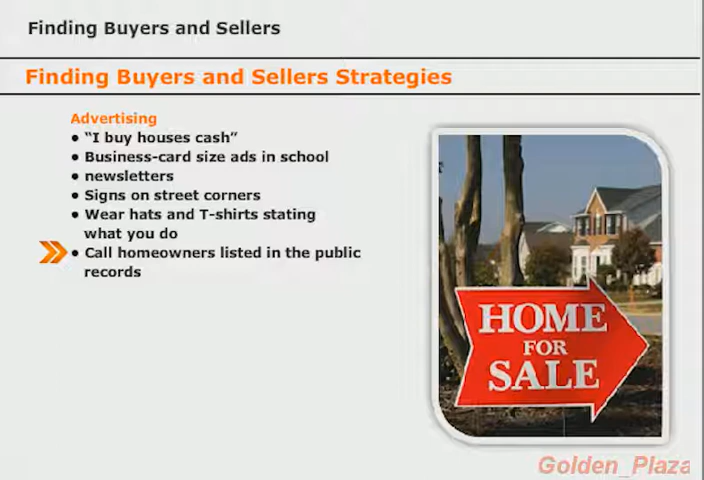 Finding Buyers and Sellers
Finding Buyers and Sellers Strategies
Advertising
• “I buy houses cash”
• Business-card size ads in school
• newsletters
• Signs on street corners
• Wear hats and T-shirts stating
what you do
• Call homeowners listed in the public
records
HOME
FOR
SALE
Golden_Plaza